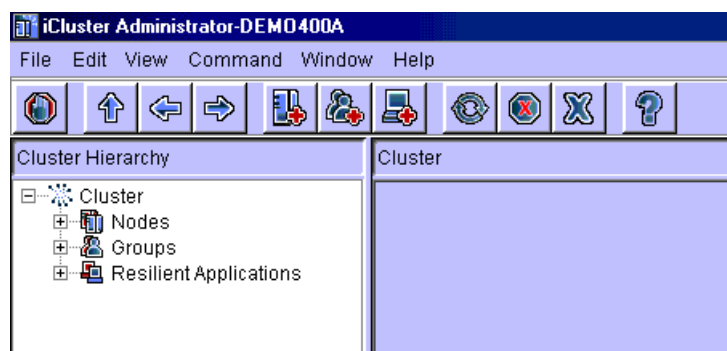 iCluster Administrator-DEMO400A
File Edit View Command Window Help
Cluster Hierarchy
Cluster
Cluster
Nodes
Groups
Resilient Applications